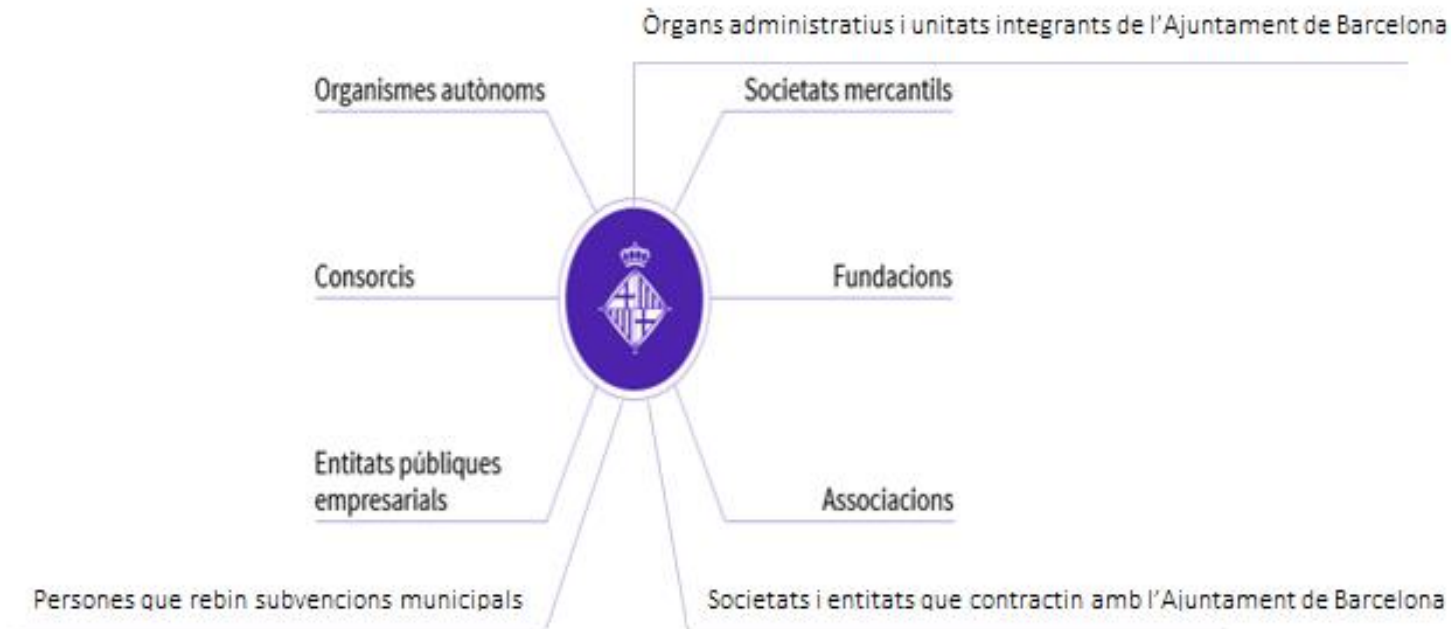 Òrgans administratius i unitats integrants de l'Ajuntament de Barcelona
Organismes autònoms
Societats mercantils
Consorcis
Fundacions
Entitats públiques
empresarials
Associacions
Persones que rebin subvencions municipals
Societats i entitats que contractin amb l'Ajuntament de Barcelona